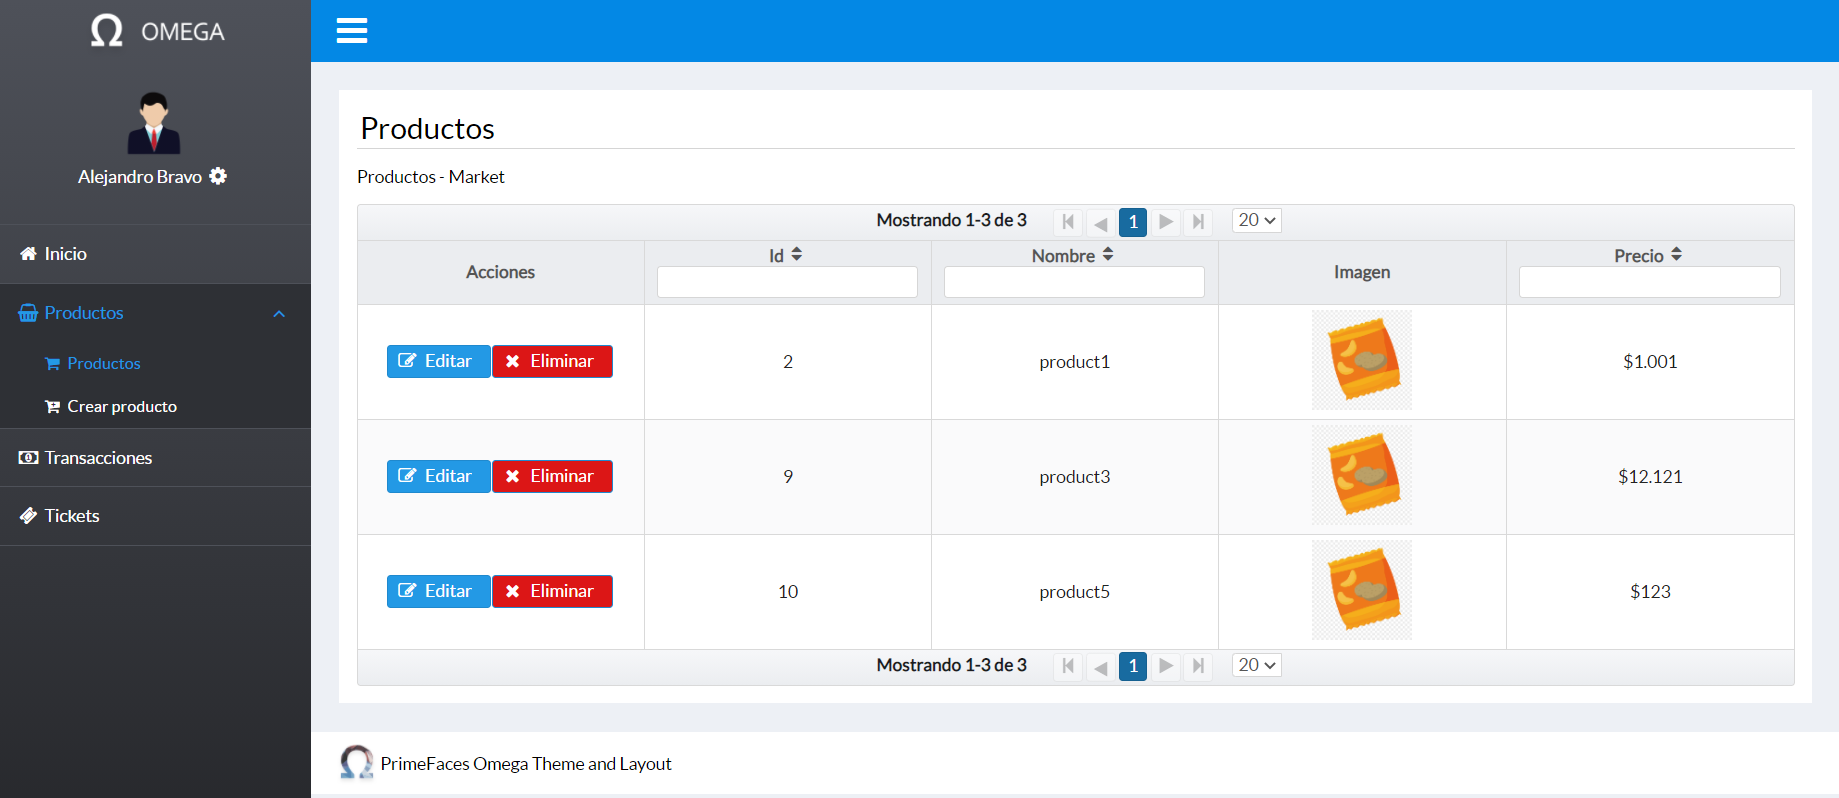 Ω OMEGA
Alejandro Bravo
Inicio
Productos
Productos
Crear producto
Transacciones
Tickets
Productos
Productos - Market
Mostrando 1-3 de 3 1 20
Acciones Id Nombre Imagen Precio
Editar Eliminar 2 product1 $1.001
Editar Eliminar 9 product3 $12.121
Editar Eliminar 10 product5 $123
Mostrando 1-3 de 3 1 20
Ω PrimeFaces Omega Theme and Layout